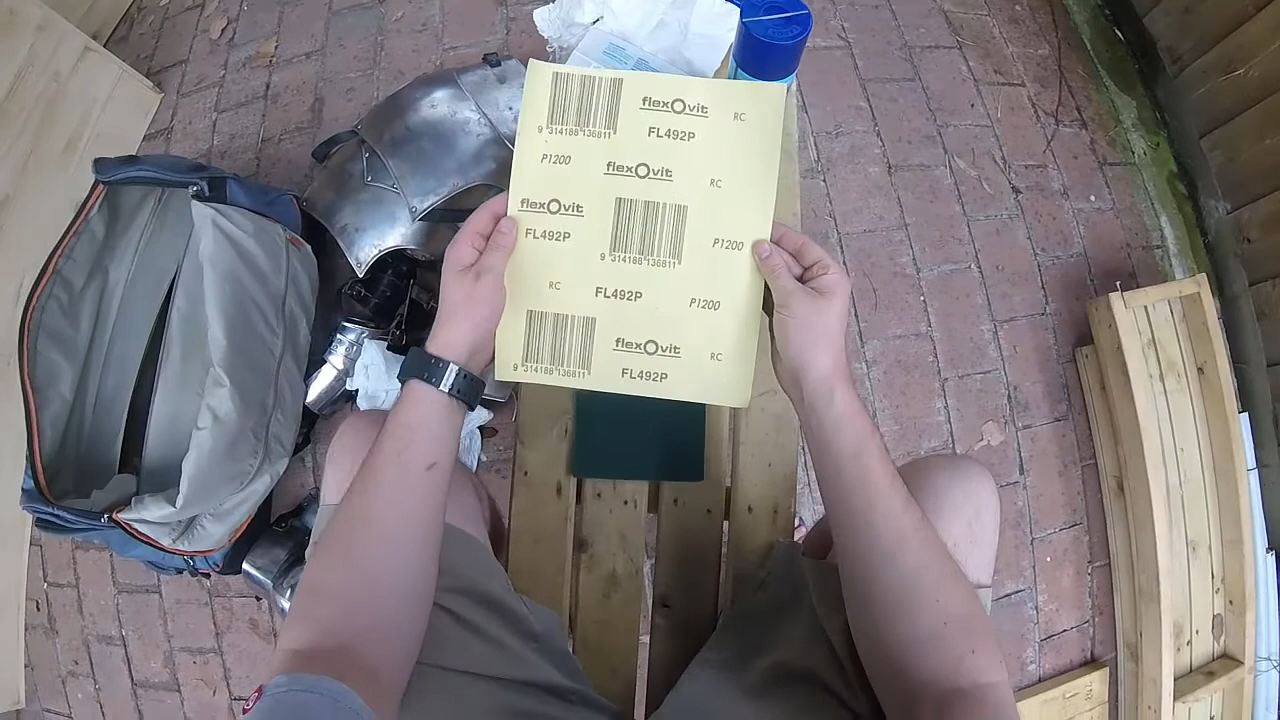 flexOvit RC
9 314188 136811 FL492P
P1200 flexOvit RC
flexOvit
FL492P P1200
9 314188 136811
RC FL492P P1200
flexOvit RC
9 314188 136811 FL492P